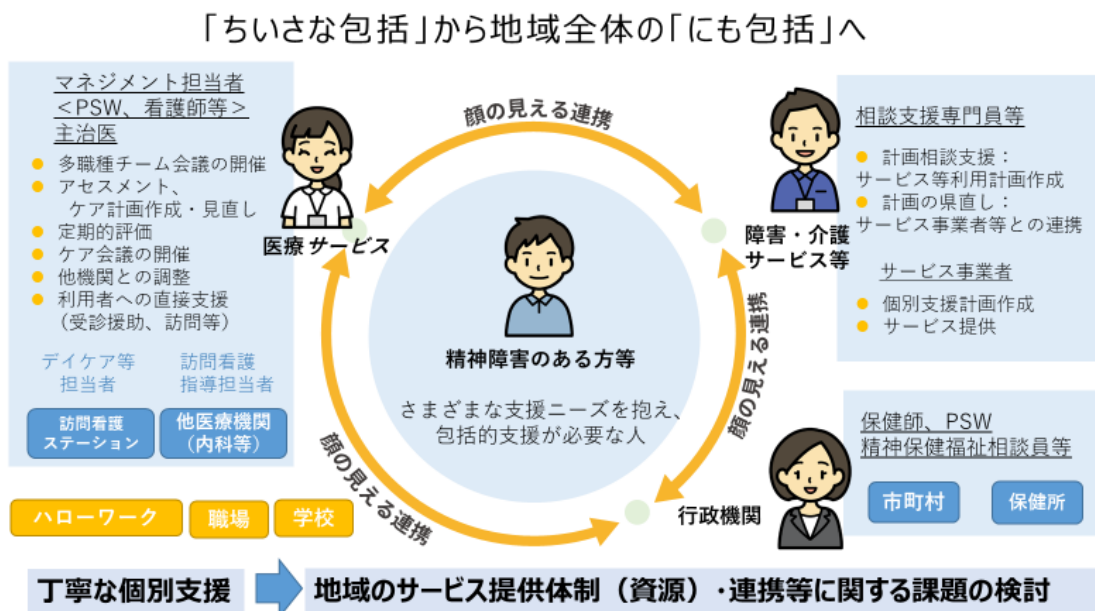 「ちいさな包括」から地域全体の「にも包括」へ
マネジメント担当者
<PSW、看護師等>
主治医
● 多職種チーム会議の開催
● アセスメント、
ケア計画作成・見直し
● 定期的評価
● ケア会議の開催
● 他機関との調整
● 利用者への直接支援
(受診援助、訪問等)
デイケア等
担当者
訪問看護
指導担当者
訪問看護
ステーション
他医療機関
(内科等)
医療サービス
顔の見える連携
精神障害のある方等
さまざまな支援ニーズを抱え、
包括的支援が必要な人
顔の見える連携
顔の見える連携
障害・介護
サービス等
相談支援専門員等
● 計画相談支援:
サービス等利用計画作成
● 計画の県直し:
サービス事業者等との連携
サービス事業者
● 個別支援計画作成
● サービス提供
行政機関
保健師、PSW
精神保健福祉相談員等
市町村
保健所
ハローワーク
職場
学校
丁寧な個別支援
地域のサービス提供体制(資源)・連携等に関する課題の検討